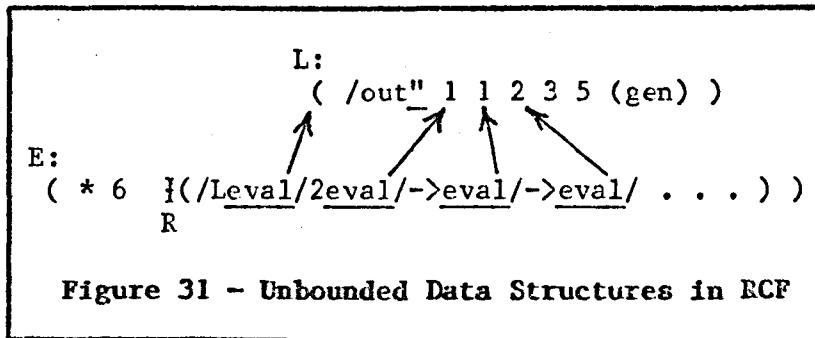 L:
( /out" 1 1 2 3 5 (gen) )
E:
( * 6 }(/Leval/2eval/->eval/->eval/ . . . ) )
R
Figure 31 - Unbounded Data Structures in RCF